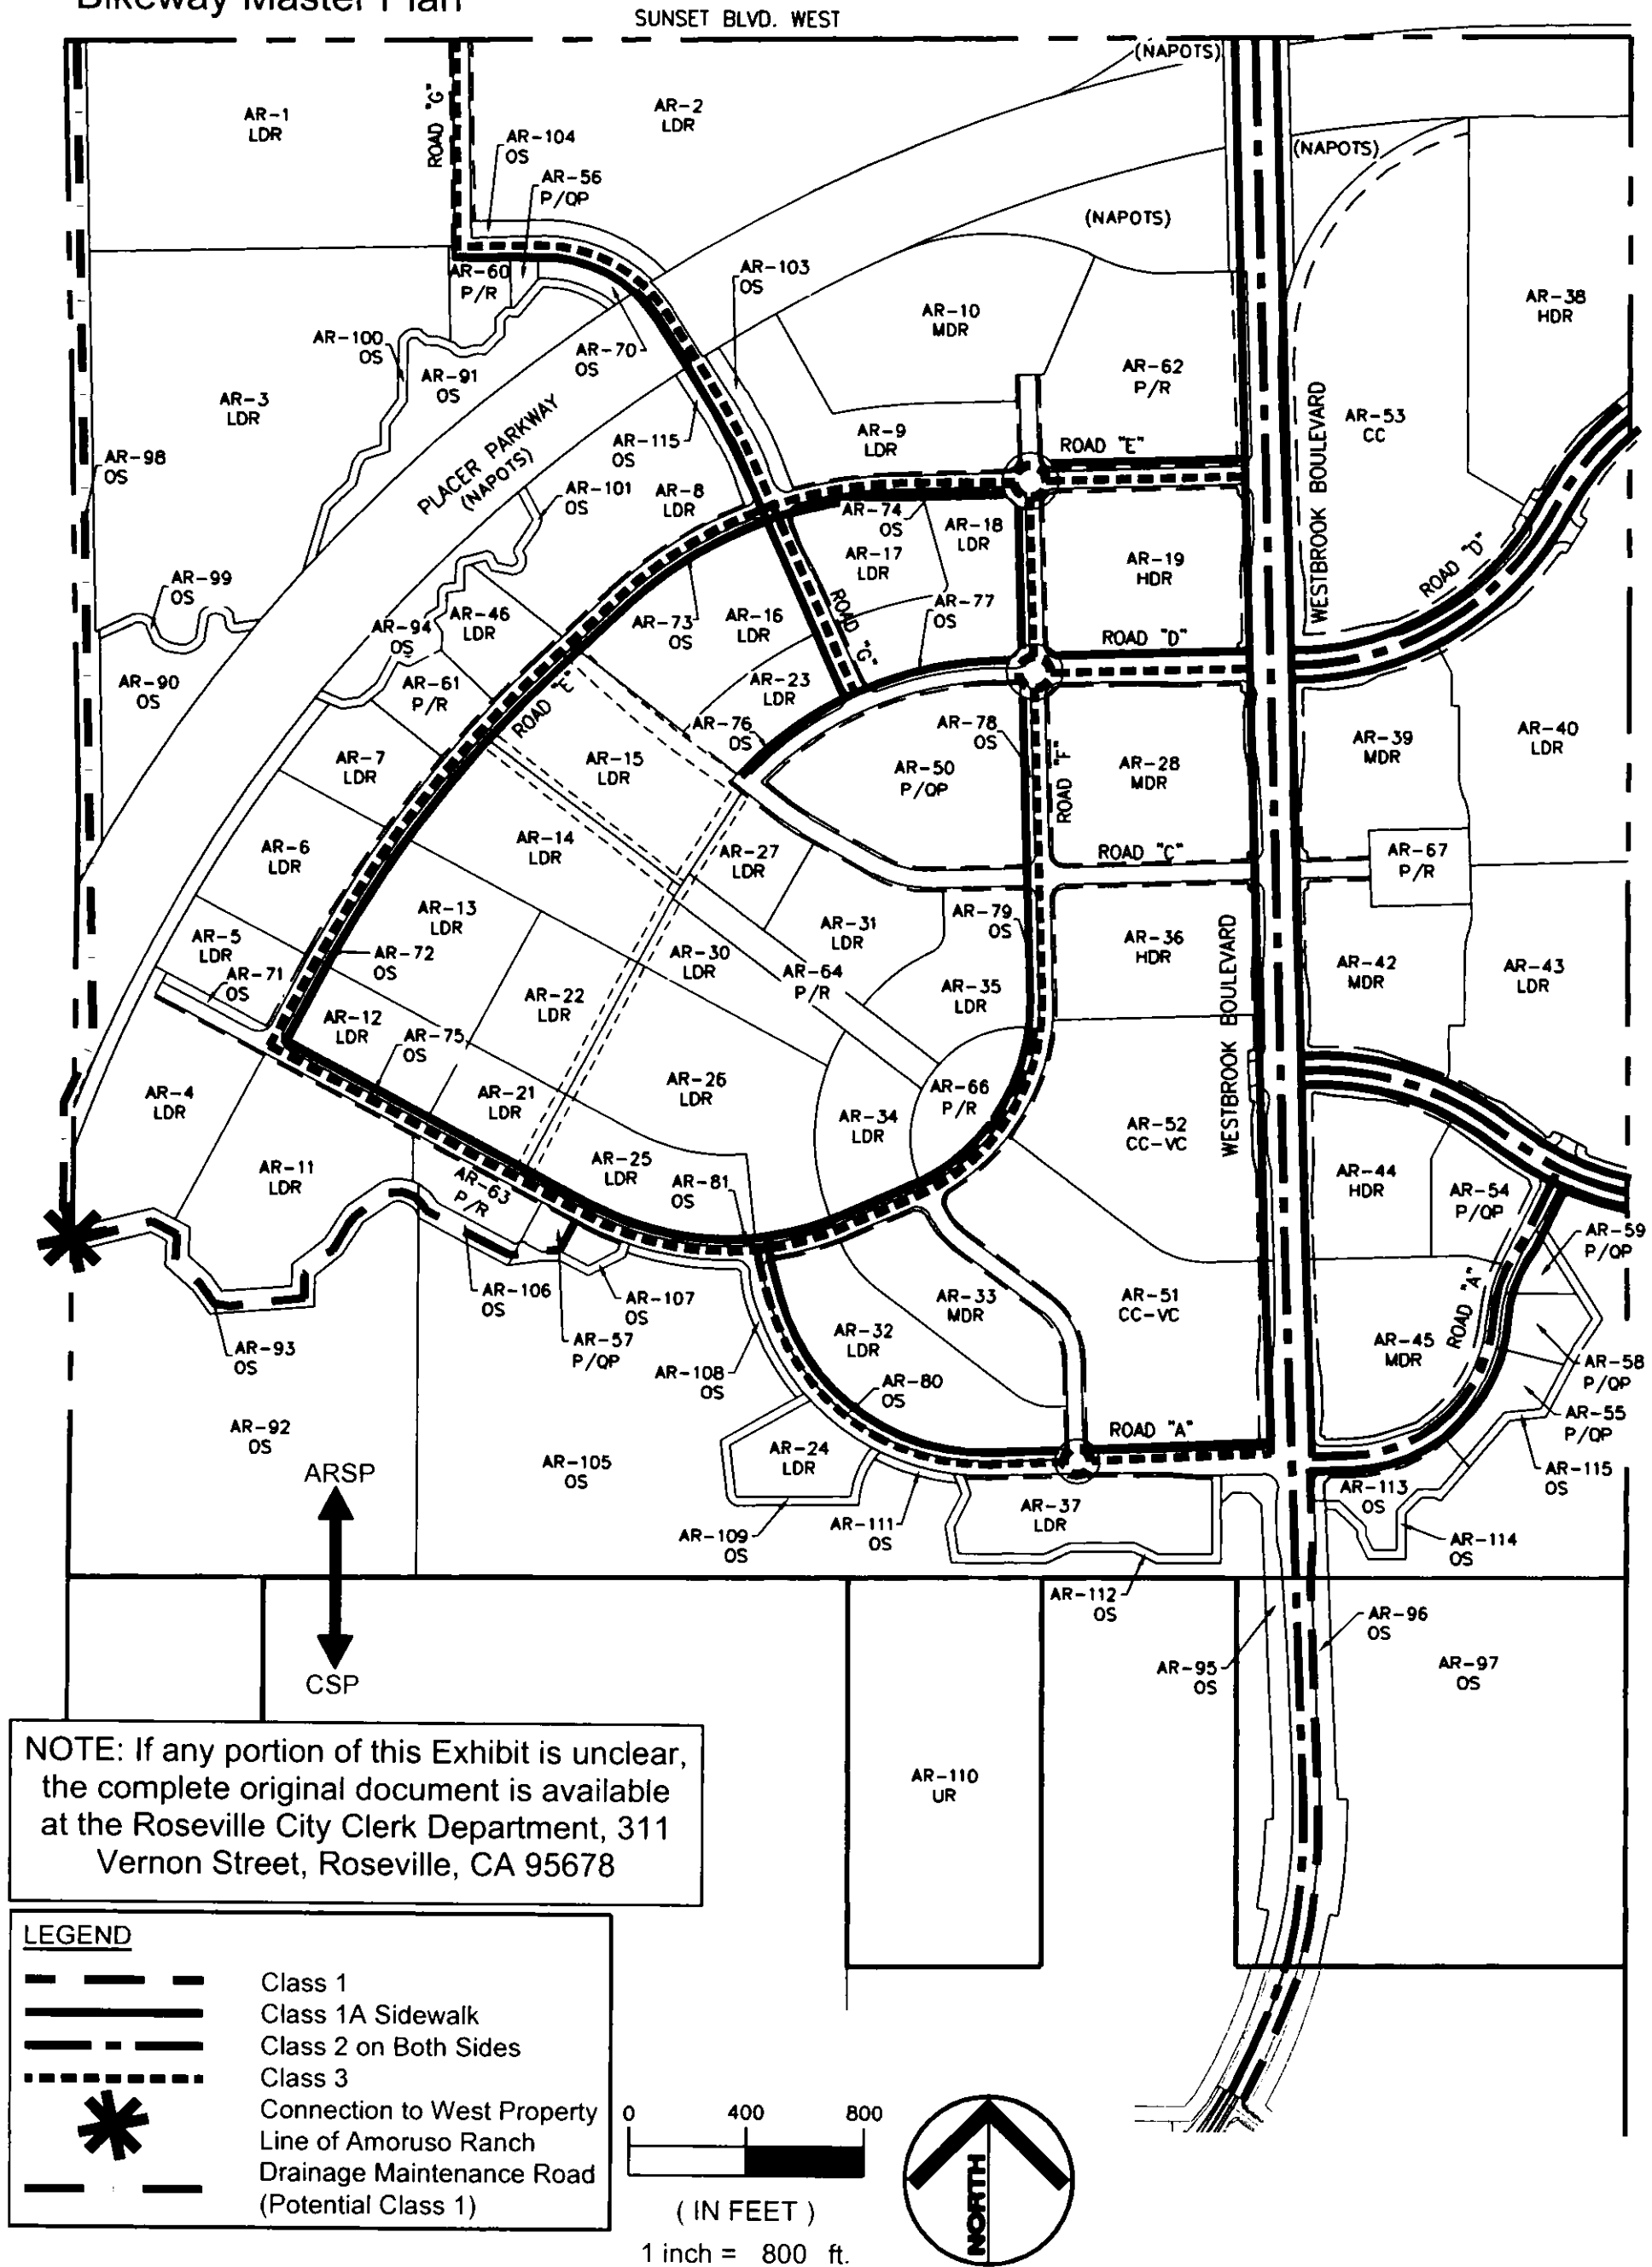 Bikeway Master Plan
SUNSET BLVD. WEST
(NAPOTS)
AR-1
LDR
ROAD "G"
AR-2
LDR
AR-104
OS
AR-56
P/QP
(NAPOTS)
(NAPOTS)
AR-60
P/R
AR-103
OS
AR-10
MDR
AR-38
HDR
AR-100
OS
AR-70
OS
AR-91
OS
AR-62
P/R
AR-3
LDR
PLACER PARKWAY
(NAPOTS)
AR-115
OS
AR-9
LDR
ROAD "E"
WESTBROOK BOULEVARD
AR-53
CC
AR-98
OS
AR-101
OS
AR-8
LDR
AR-74
OS
AR-18
LDR
AR-17
LDR
AR-19
HDR
ROAD "D"
AR-99
OS
AR-46
LDR
AR-73
OS
AR-16
LDR
ROAD "G"
AR-77
OS
AR-94
OS
ROAD "D"
AR-90
OS
AR-61
P/R
AR-23
LDR
ROAD "E"
AR-76
OS
AR-78
OS
AR-7
LDR
AR-15
LDR
AR-50
P/QP
ROAD "F"
AR-28
MDR
AR-39
MDR
AR-40
LDR
AR-6
LDR
AR-14
LDR
AR-27
LDR
ROAD "C"
AR-67
P/R
AR-5
LDR
AR-13
LDR
AR-31
LDR
AR-79
OS
AR-36
HDR
AR-71
OS
AR-72
OS
AR-30
LDR
AR-64
P/R
AR-42
MDR
AR-43
LDR
AR-12
LDR
AR-75
OS
AR-22
LDR
AR-35
LDR
WESTBROOK BOULEVARD
AR-4
LDR
AR-21
LDR
AR-26
LDR
AR-66
P/R
AR-34
LDR
AR-52
CC-VC
AR-11
LDR
AR-63
P/R
AR-25
LDR
AR-81
OS
AR-44
HDR
AR-54
P/QP
AR-59
P/QP
AR-106
OS
AR-107
OS
AR-33
MDR
AR-51
CC-VC
ROAD "A"
AR-93
OS
AR-57
P/QP
AR-32
LDR
AR-45
MDR
AR-58
P/QP
AR-108
OS
AR-80
OS
AR-55
P/QP
AR-92
OS
ROAD "A"
ARSP
AR-105
OS
AR-24
LDR
AR-115
OS
AR-113
OS
AR-37
LDR
AR-109
OS
AR-111
OS
AR-114
OS
AR-112
OS
AR-96
OS
AR-95
OS
AR-97
OS
CSP
NOTE: If any portion of this Exhibit is unclear,
the complete original document is available
at the Roseville City Clerk Department, 311
Vernon Street, Roseville, CA 95678
AR-110
UR
LEGEND
Class 1
Class 1A Sidewalk
Class 2 on Both Sides
Class 3
Connection to West Property
Line of Amoruso Ranch
Drainage Maintenance Road
(Potential Class 1)
0 400 800
( IN FEET )
1 inch = 800 ft.
NORTH